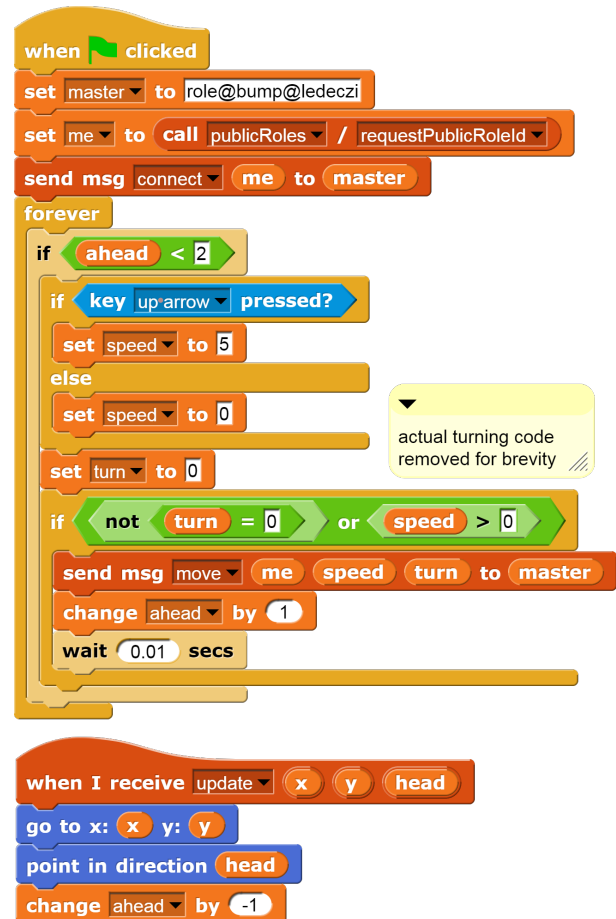 when clicked
set master to role@bump@ledeczi
set me to call publicRoles / requestPublicRoleId
send msg connect me to master
forever
if ahead < 2
if key up arrow pressed?
set speed to 5
else
set speed to 0
actual turning code
removed for brevity
set turn to 0
if not turn = 0 or speed > 0
send msg move me speed turn to master
change ahead by 1
wait 0.01 secs
when I receive update x y head
go to x: x y: y
point in direction head
change ahead by -1